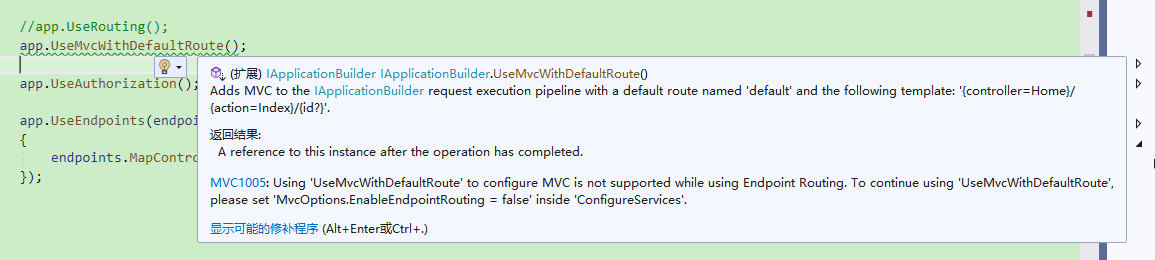 //app.UseRouting();
app.UseMvcWithDefaultRoute();
(扩展) IApplicationBuilder IApplicationBuilder.UseMvcWithDefaultRoute()
app.UseAuthorization();
Adds MVC to the IApplicationBuilder request execution pipeline with a default route named 'default' and the following template: '{controller=Home}/
{action=Index}/{id?}'.
app.UseEndpoints(endpoi
返回结果:
{
A reference to this instance after the operation has completed.
endpoints.MapContro
});
MVC1005: Using 'UseMvcWithDefaultRoute' to configure MVC is not supported while using Endpoint Routing. To continue using 'UseMvcWithDefaultRoute',
please set 'MvcOptions.EnableEndpointRouting = false' inside 'ConfigureServices'.
显示可能的修补程序 (Alt+Enter或Ctrl+.)